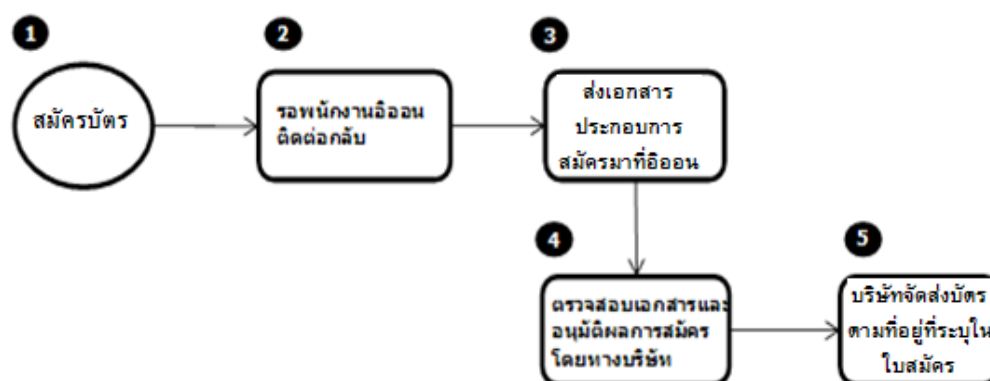 1
สมัครบัตร
2
รอพนักงานอิออน
ติดต่อกลับ
3
ส่งเอกสาร
ประกอบการ
สมัครมาที่อิออน
4
ตรวจสอบเอกสารและ
อนุมัติผลการสมัคร
โดยทางบริษัท
5
บริษัทจัดส่งบัตร
ตามที่อยู่ที่ระบุใน
ใบสมัคร